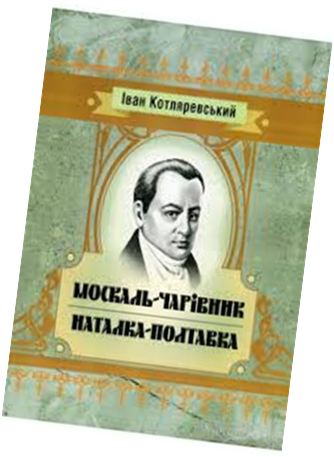 Іван Котляревський
МОСКАЛЬ-ЧАРІВНИК
НАТАЛКА-ПОЛТАВКА